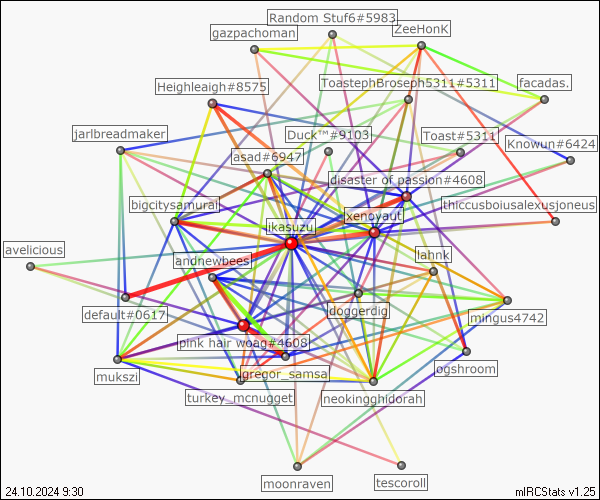 Random Stuf6#5983
gazpachoman
ZeeHonK
Heighleaigh#8575
ToastephBroseph5311#5311
facadas.
jarlbreadmaker
Duck™#9103
Toast#5311
Knowun#6424
asad#6947
disaster of passion#4608
bigcitysamurai
xenoyaut
thiccusboiusalexusjoneus
ikasuzu
avelicious
andnewbees
lahnk
default#0617
doggerdig
mingus4742
pink hair woag#4608
mukszi
gregor_samsa
ogshroom
turkey_mcnugget
neokingghidorah
moonraven
tescoroll
24.10.2024 9:30
mIRCStats v1.25